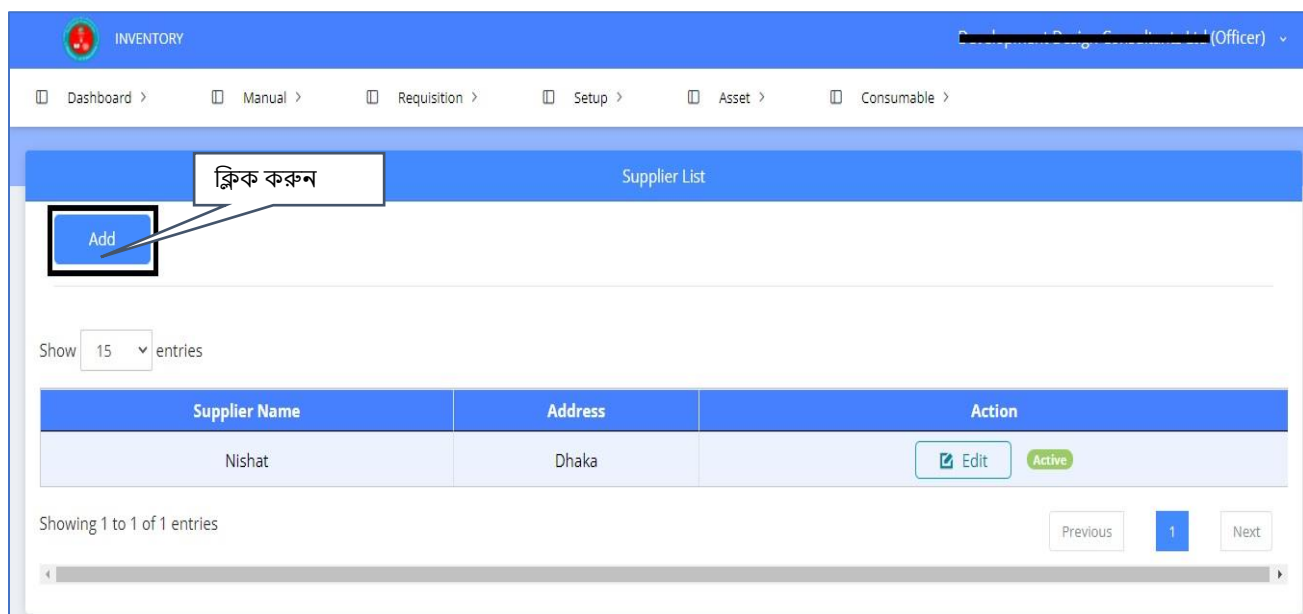 INVENTORY
(Officer)
Dashboard > Manual > Requisition > Setup > Asset > Consumable >
ক্লিক করুন
Supplier List
Add
Show 15 entries
Supplier Name Address Action
Nishat Dhaka Edit Active
Showing 1 to 1 of 1 entries
Previous 1 Next